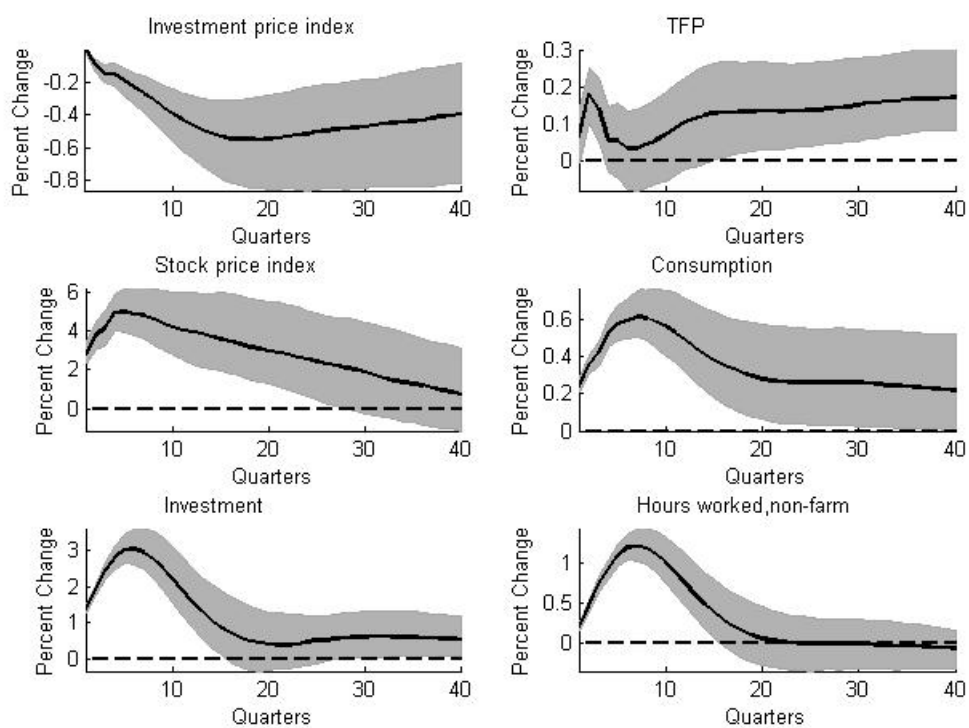 Investment price index
TFP
Percent Change
-0.2
-0.4
-0.6
-0.8
10 20 30 40
Quarters
Percent Change
0.3
0.2
0.1
0
10 20 30 40
Quarters
Stock price index
Consumption
Percent Change
6
4
2
0
10 20 30 40
Quarters
Percent Change
0.6
0.4
0.2
0
10 20 30 40
Quarters
Investment
Hours worked,non-farm
Percent Change
3
2
1
0
10 20 30 40
Quarters
Percent Change
1
0.5
0
10 20 30 40
Quarters